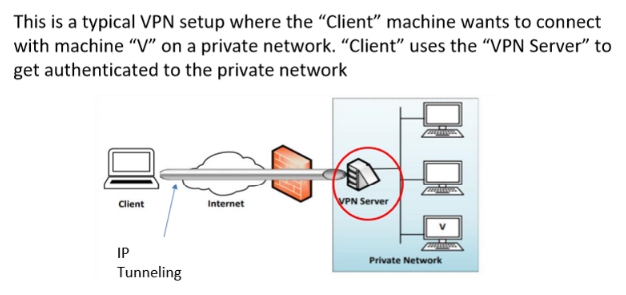 This is a typical VPN setup where the “Client” machine wants to connect
with machine “V” on a private network. “Client” uses the “VPN Server” to
get authenticated to the private network
Client
Internet
VPN Server
V
Private Network
IP
Tunneling